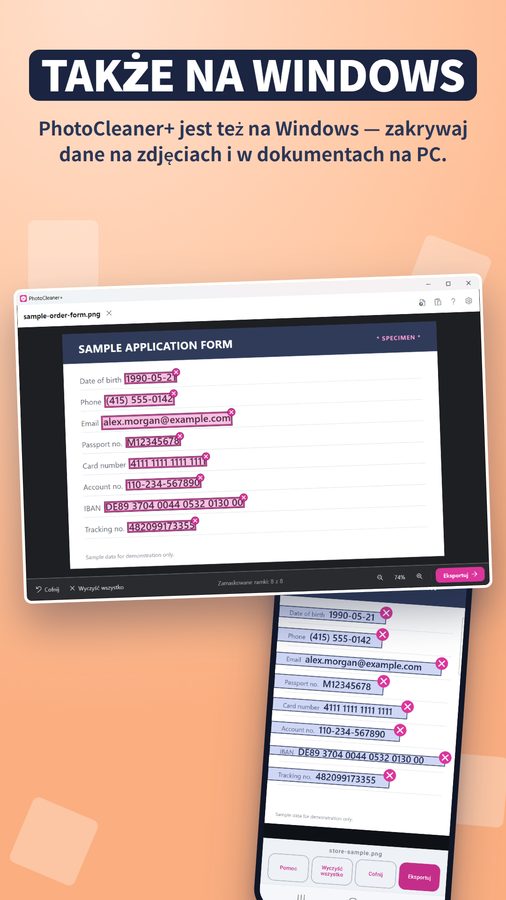 TAKŻE NA WINDOWS
PhotoCleaner+ jest też na Windows — zakrywaj
dane na zdjęciach i w dokumentach na PC.
PhotoCleaner+
sample-order-form.png
SAMPLE APPLICATION FORM
* SPECIMEN *
Date of birth 1990-05-21
Phone (415) 555-0142
Email alex.morgan@example.com
Passport no. M12345678
Card number 4111 1111 1111 1111
Account no. 110-234-567890
IBAN DE89 3704 0044 0532 0130 00
Tracking no. 482099173355
Sample data for demonstration only.
Cofnij
Wyczyść wszystko
Zamaskowane ramki: 8 z 8
74%
Eksportuj
Date of birth 1990-05-21
Phone (415) 555-0142
Email alex.morgan@example.com
Passport no. M12345678
Card number 4111 1111 1111 1111
Account no. 110-234-567890
IBAN DE89 3704 0044 0532 0130 00
Tracking no. 482099173355
Sample data for demonstration only.
store-sample.png
Pomoc
Wyczyść
wszystko
Cofnij
Eksportuj